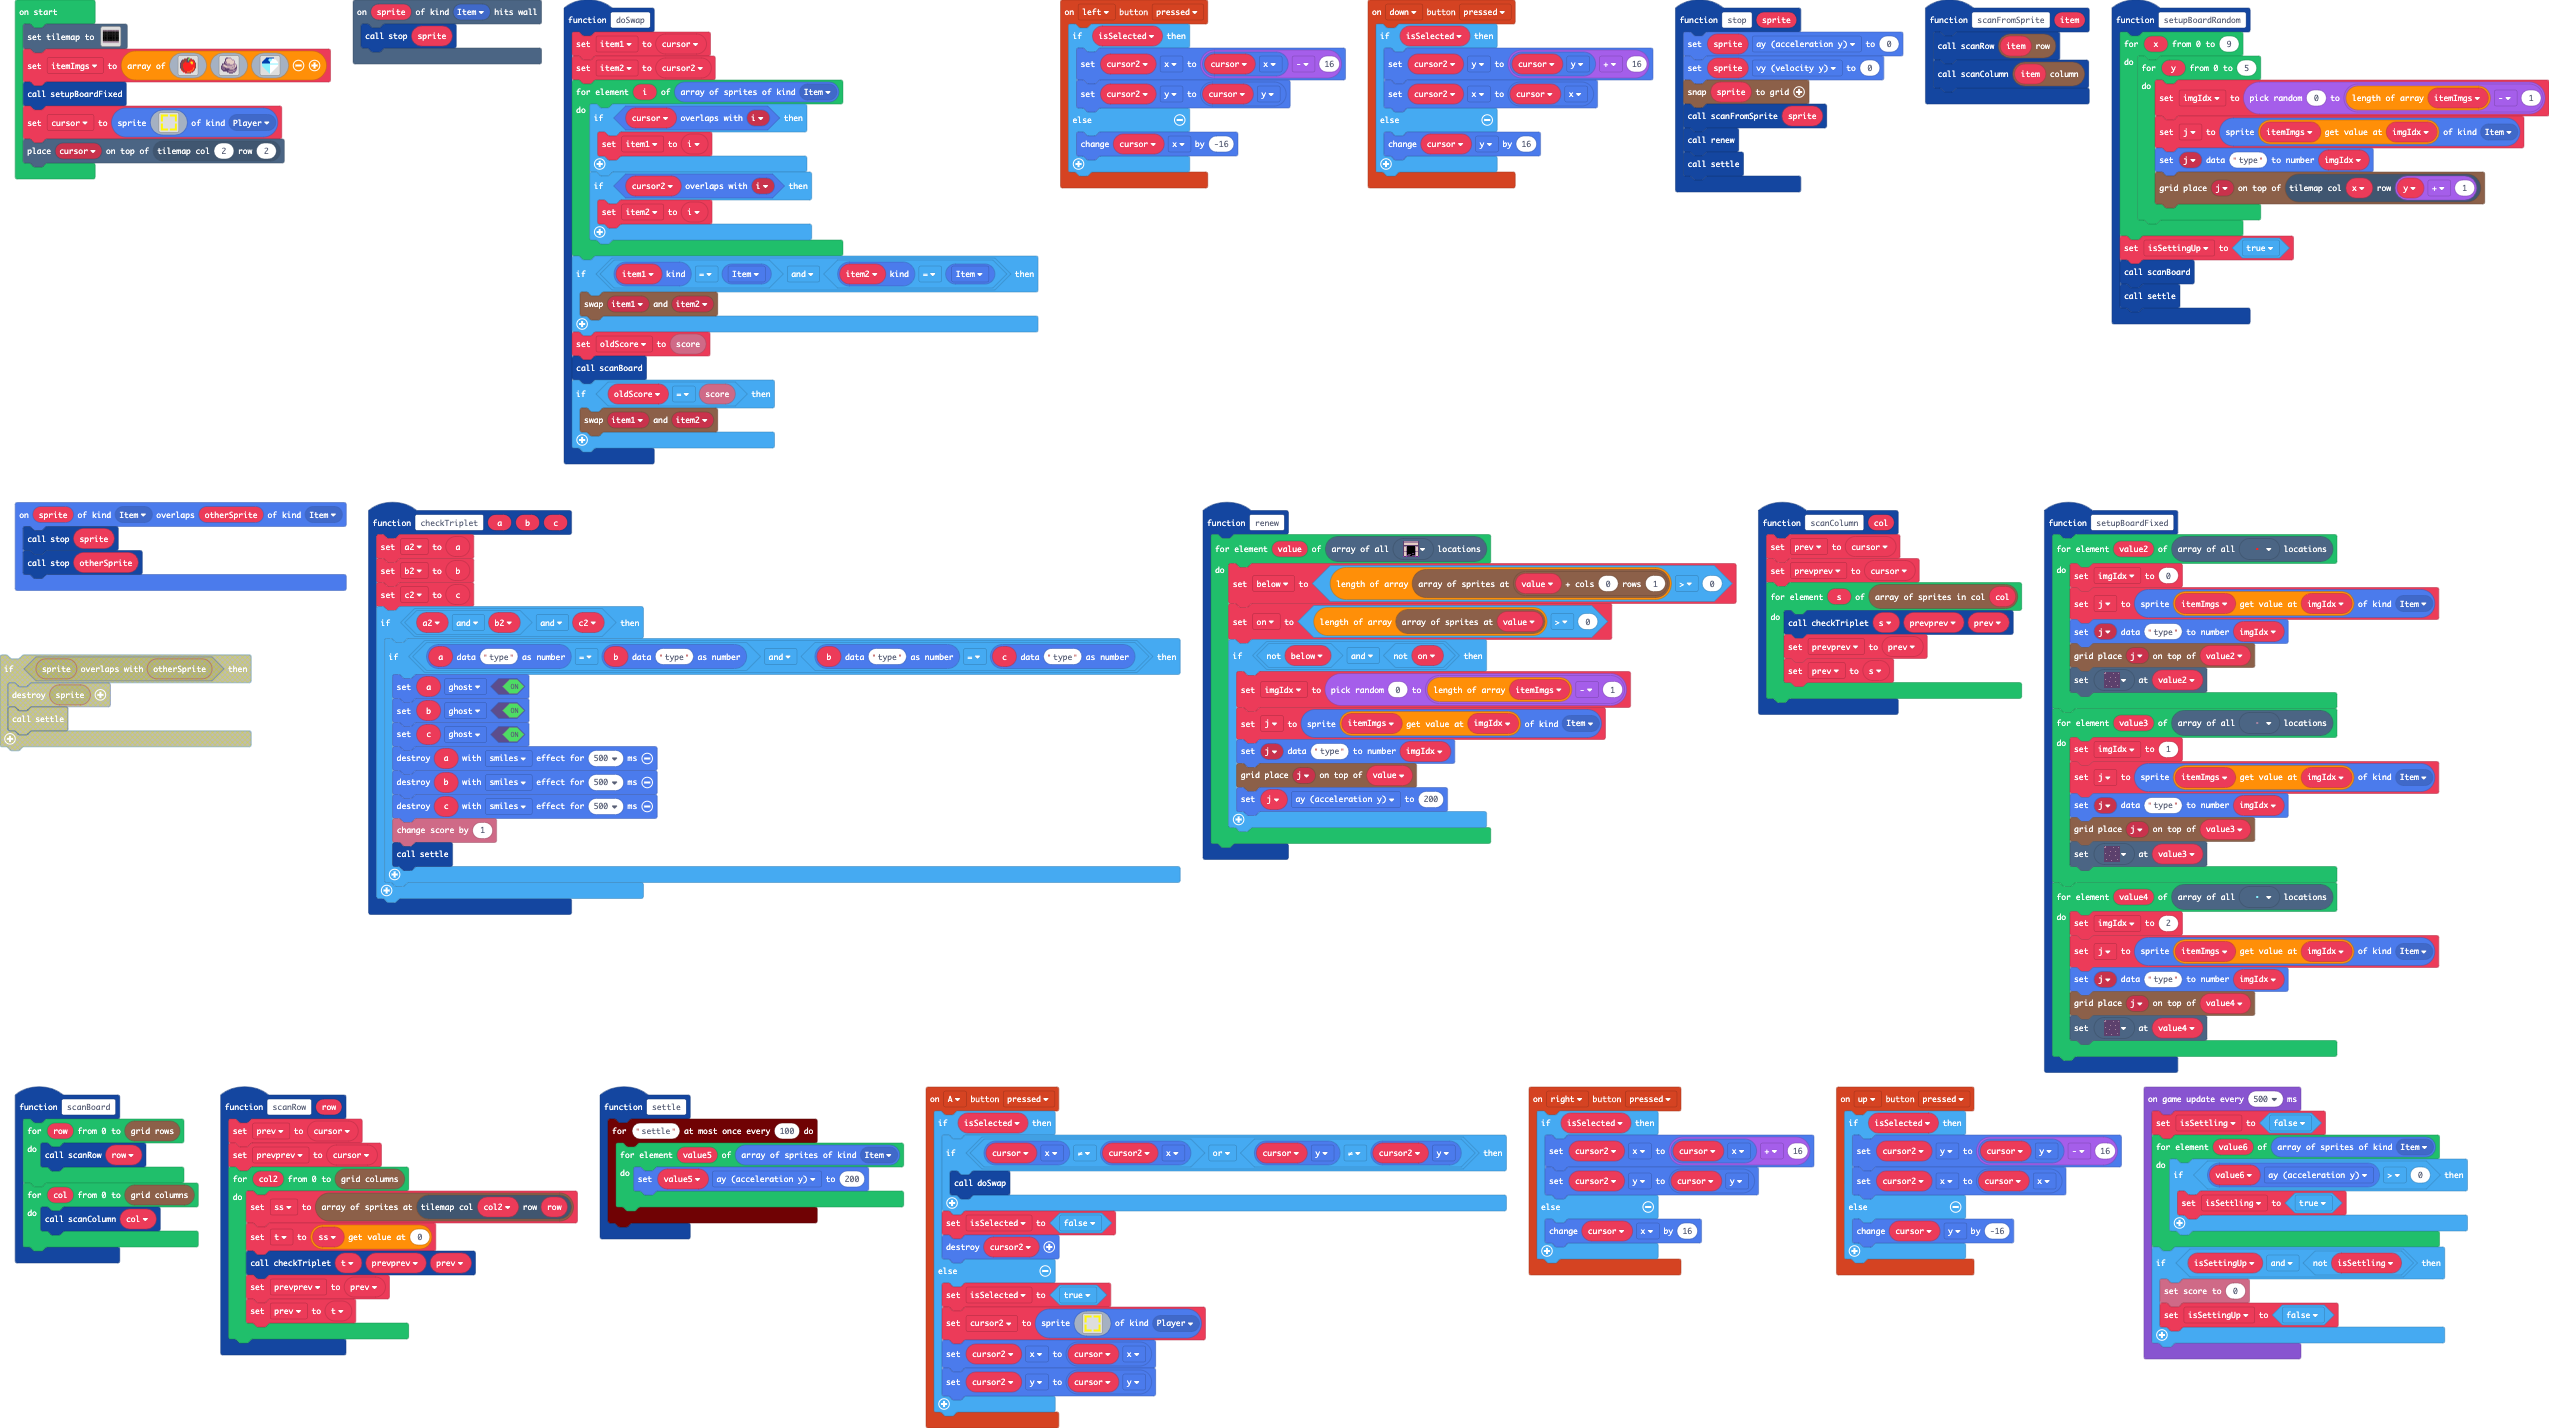 on start
set tilemap to
set itemImgs to array of
call setupBoardFixed
set cursor to sprite of kind Player
place cursor on top of tilemap col 2 row 2
on sprite of kind Item hits wall
call stop sprite
function doSwap
set item1 to cursor
set item2 to cursor2
for element i of array of sprites of kind Item
do
if cursor overlaps with i then
set item1 to i
if cursor2 overlaps with i then
set item2 to i
if item1 kind = Item and item2 kind = Item then
swap item1 and item2
set oldScore to score
call scanBoard
if oldScore = score then
swap item1 and item2
on left button pressed
if isSelected then
set cursor2 x to cursor x - 16
set cursor2 y to cursor y
else
change cursor x by -16
on down button pressed
if isSelected then
set cursor2 y to cursor y + 16
set cursor2 x to cursor x
else
change cursor y by 16
function stop sprite
set sprite ay (acceleration y) to 0
set sprite vy (velocity y) to 0
snap sprite to grid
call scanFromSprite sprite
call renew
call settle
function scanFromSprite item
call scanRow item row
call scanColumn item column
function setupBoardRandom
for x from 0 to 9
do
for y from 0 to 5
do
set imgIdx to pick random 0 to length of array itemImgs - 1
set j to sprite itemImgs get value at imgIdx of kind Item
set j data "type" to number imgIdx
grid place j on top of tilemap col x row y + 1
set isSettingUp to true
call scanBoard
call settle
on sprite of kind Item overlaps otherSprite of kind Item
call stop sprite
call stop otherSprite
if sprite overlaps with otherSprite then
destroy sprite
call settle
function checkTriplet a b c
set a2 to a
set b2 to b
set c2 to c
if a2 and b2 and c2 then
if a data "type" as number = b data "type" as number and b data "type" as number = c data "type" as number then
set a ghost ON
set b ghost ON
set c ghost ON
destroy a with smiles effect for 500 ms
destroy b with smiles effect for 500 ms
destroy c with smiles effect for 500 ms
change score by 1
call settle
function renew
for element value of array of all locations
do
set below to length of array array of sprites at value + cols 0 rows 1 > 0
set on to length of array array of sprites at value > 0
if not below and not on then
set imgIdx to pick random 0 to length of array itemImgs - 1
set j to sprite itemImgs get value at imgIdx of kind Item
set j data "type" to number imgIdx
grid place j on top of value
set j ay (acceleration y) to 200
function scanColumn col
set prev to cursor
set prevprev to cursor
for element s of array of sprites in col col
do
call checkTriplet s prevprev prev
set prevprev to prev
set prev to s
function setupBoardFixed
for element value2 of array of all locations
do
set imgIdx to 0
set j to sprite itemImgs get value at imgIdx of kind Item
set j data "type" to number imgIdx
grid place j on top of value2
set at value2
for element value3 of array of all locations
do
set imgIdx to 1
set j to sprite itemImgs get value at imgIdx of kind Item
set j data "type" to number imgIdx
grid place j on top of value3
set at value3
for element value4 of array of all locations
do
set imgIdx to 2
set j to sprite itemImgs get value at imgIdx of kind Item
set j data "type" to number imgIdx
grid place j on top of value4
set at value4
function scanBoard
for row from 0 to grid rows
do call scanRow row
for col from 0 to grid columns
do call scanColumn col
function scanRow row
set prev to cursor
set prevprev to cursor
for col2 from 0 to grid columns
do
set ss to array of sprites at tilemap col col2 row row
set t to ss get value at 0
call checkTriplet t prevprev prev
set prevprev to prev
set prev to t
function settle
for "settle" at most once every 100 do
for element value5 of array of sprites of kind Item
do set value5 ay (acceleration y) to 200
on A button pressed
if isSelected then
if cursor x ≠ cursor2 x or cursor y ≠ cursor2 y then
call doSwap
set isSelected to false
destroy cursor2
else
set isSelected to true
set cursor2 to sprite of kind Player
set cursor2 x to cursor x
set cursor2 y to cursor y
on right button pressed
if isSelected then
set cursor2 x to cursor x + 16
set cursor2 y to cursor y
else
change cursor x by 16
on up button pressed
if isSelected then
set cursor2 y to cursor y - 16
set cursor2 x to cursor x
else
change cursor y by -16
on game update every 500 ms
set isSettling to false
for element value6 of array of sprites of kind Item
do
if value6 ay (acceleration y) > 0 then
set isSettling to true
if isSettingUp and not isSettling then
set score to 0
set isSettingUp to false